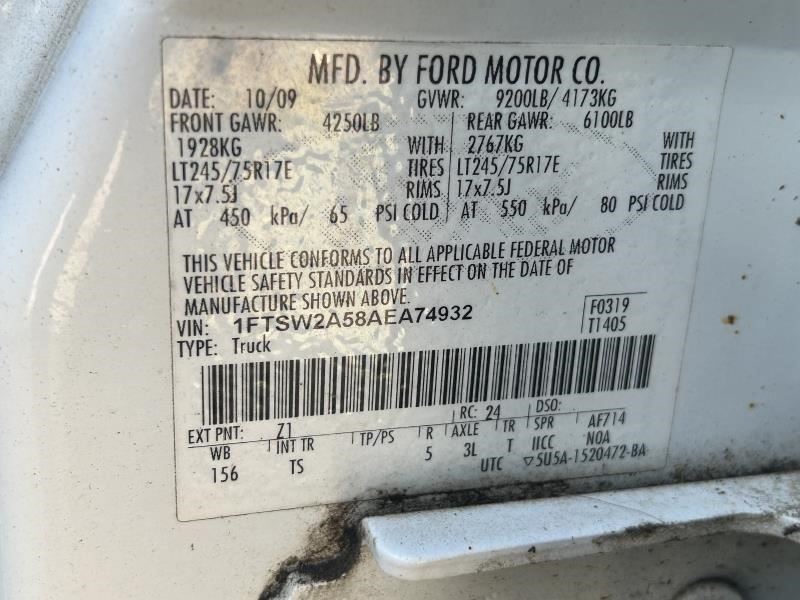 MFD. BY FORD MOTOR CO.
DATE: 10/09 GVWR: 9200LB/ 4173KG
FRONT GAWR: 4250LB REAR GAWR: 6100LB
1928KG WITH 2767KG WITH
LT245/75R17E TIRES LT245/75R17E TIRES
17x7.5J RIMS 17x7.5J RIMS
AT 450 kPa/ 65 PSI COLD AT 550 kPa/ 80 PSI COLD
THIS VEHICLE CONFORMS TO ALL APPLICABLE FEDERAL MOTOR
VEHICLE SAFETY STANDARDS IN EFFECT ON THE DATE OF
MANUFACTURE SHOWN ABOVE.
VIN: 1FTSW2A58AEA74932 F0319
TYPE: Truck T1405
EXT PNT: Z1 RC: 24 DSO:
WB INT TR TP/PS R AXLE TR SPR AF714
156 TS 5 3L T IICC N0A
UTC ▽5U5A-1520472-BA